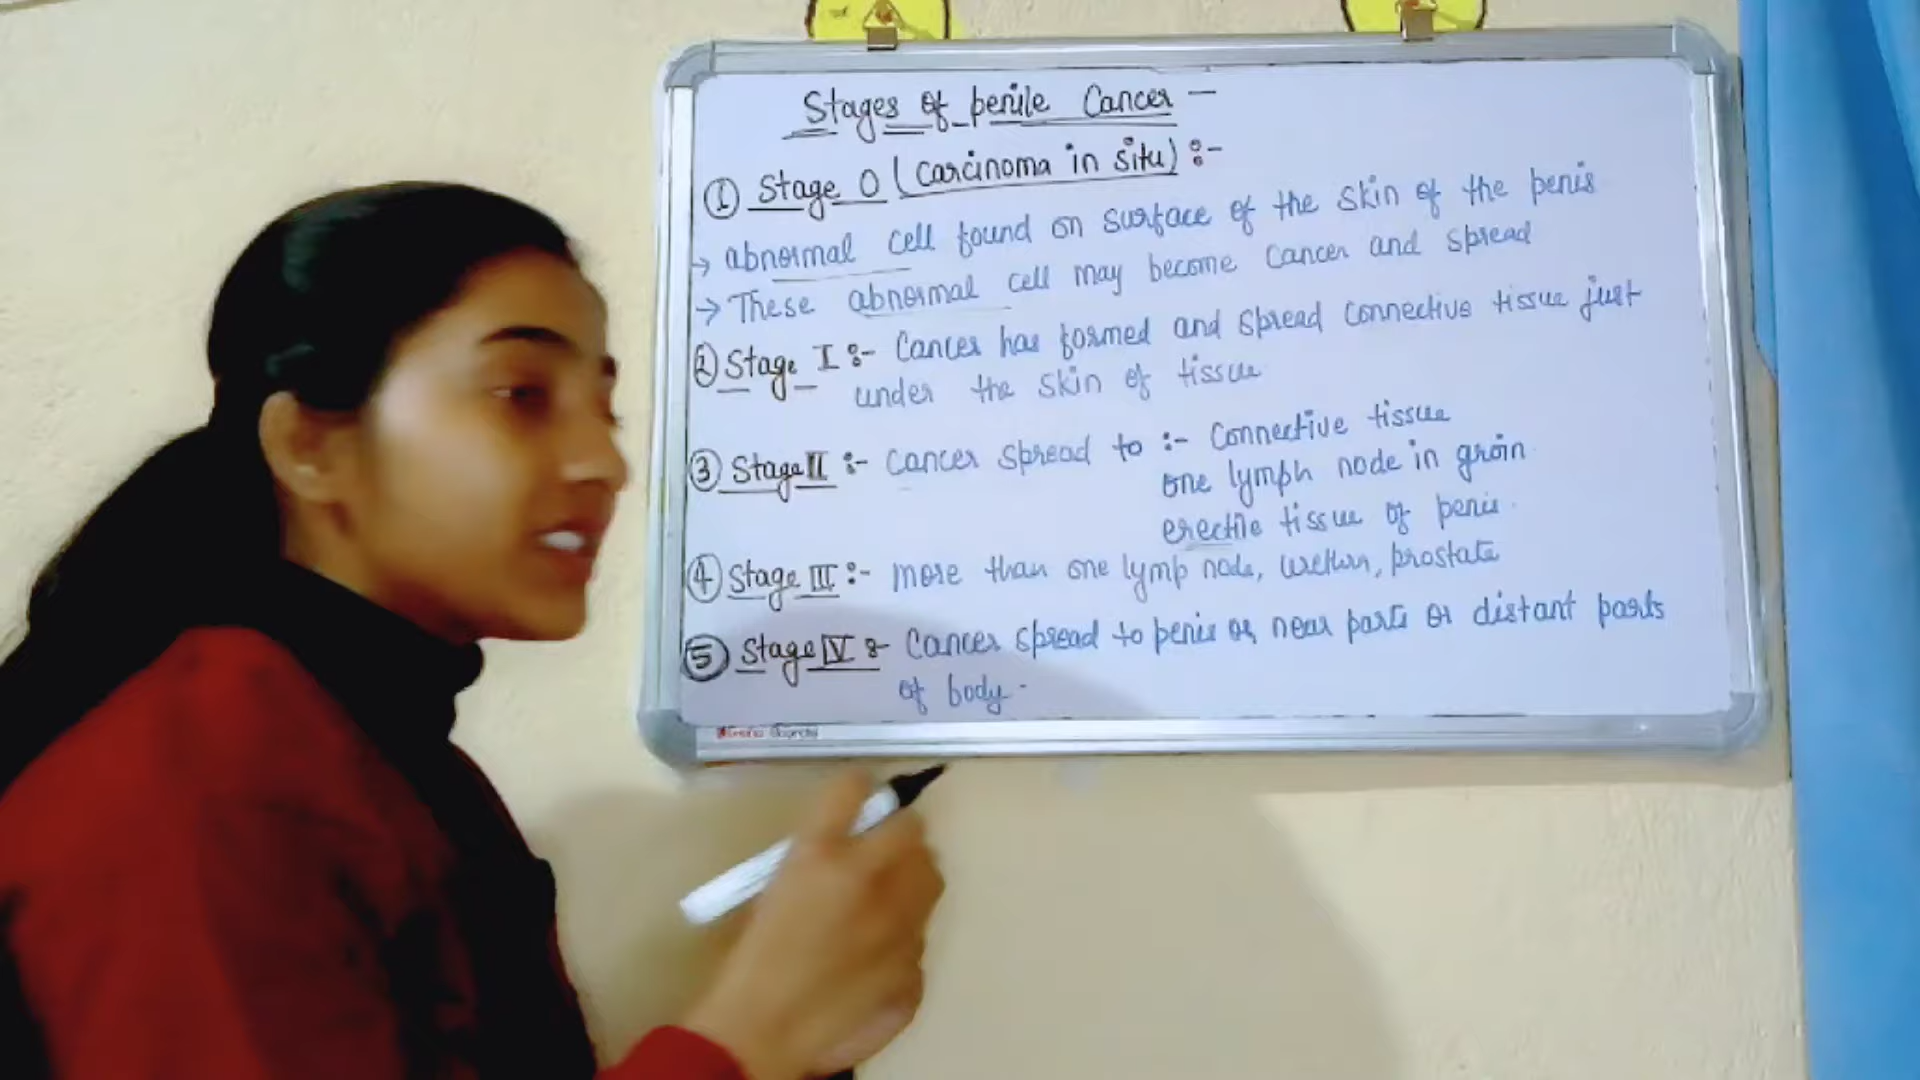 Stages of penile Cancer -
① Stage 0 (Carcinoma in situ) :-
→ abnormal cell found on surface of the skin of the penis
→ These abnormal cell may become cancer and spread
② Stage I :- Cancer has formed and spread connective tissue just
under the skin of tissue
③ Stage II :- Cancer spread to :- Connective tissue
one lymph node in groin
erectile tissue of penis.
④ Stage III :- more than one lymp node, , prostate
⑤ Stage IV :- Cancer spread to penis or near parts or distant parts
of body.